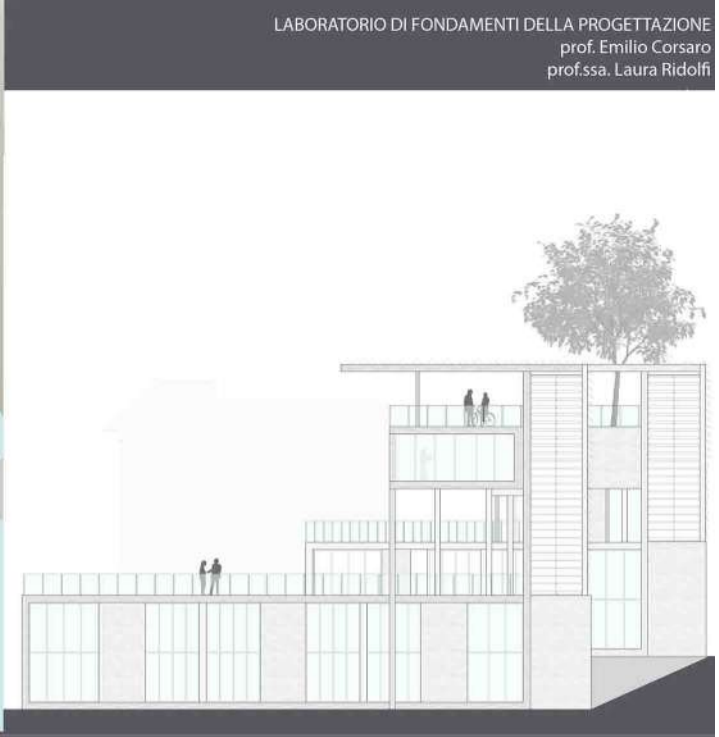 LABORATORIO DI FONDAMENTI DELLA PROGETTAZIONE
prof. Emilio Corsaro
prof.ssa. Laura Ridolfi